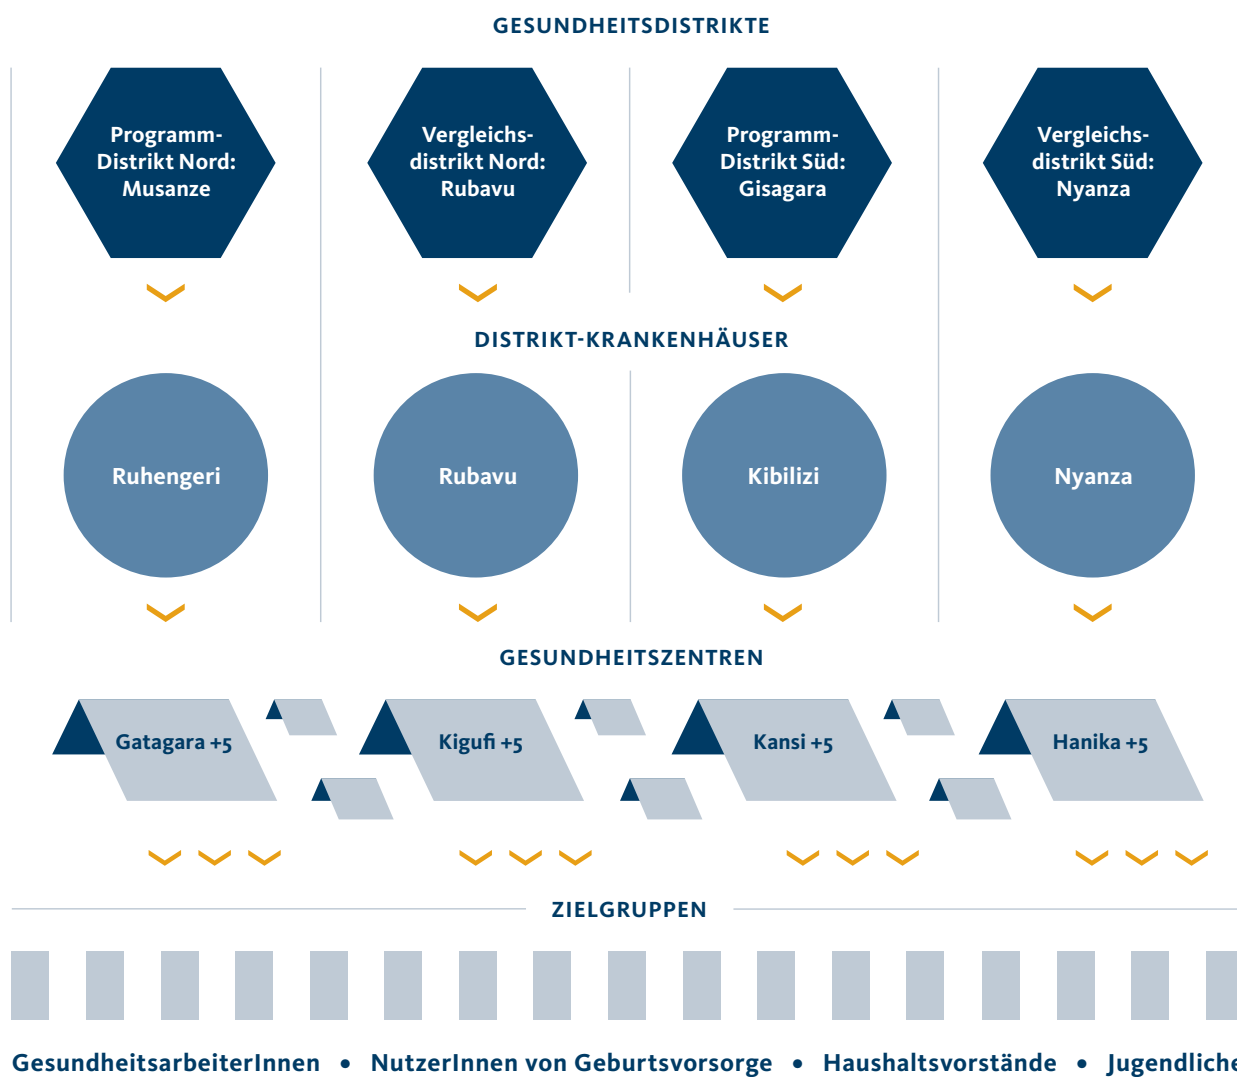 GESUNDHEITSDISTRIKTE
Programm-
Distrikt Nord:
Musanze
Vergleichs-
distrikt Nord:
Rubavu
Programm-
Distrikt Süd:
Gisagara
Vergleichs-
distrikt Süd:
Nyanza
DISTRIKT-KRANKENHÄUSER
Ruhengeri
Rubavu
Kibilizi
Nyanza
GESUNDHEITSZENTREN
Gatagara +5
Kigufi +5
Kansi +5
Hanika +5
ZIELGRUPPEN
GesundheitsarbeiterInnen • NutzerInnen von Geburtsvorsorge • Haushaltsvorstände • Jugendliche